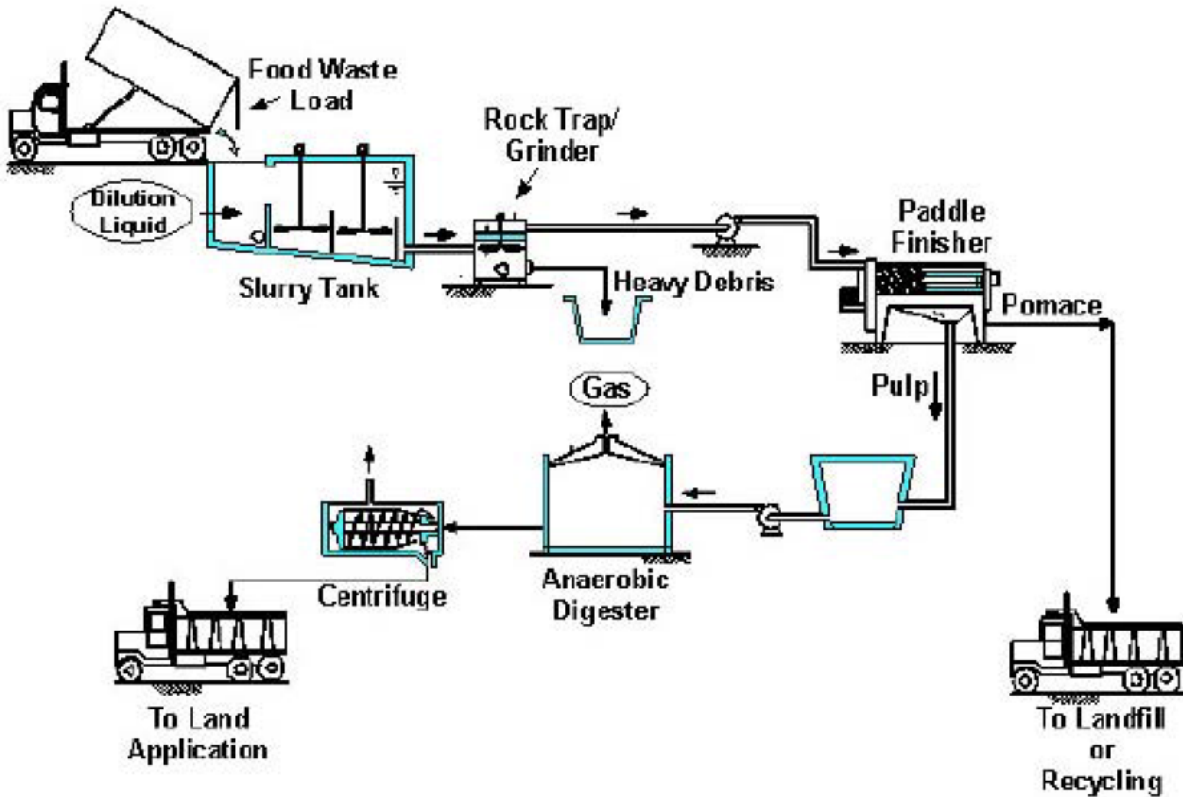 Food Waste
Load
Rock Trap/
Grinder
Dilution
Liquid
Paddle
Finisher
Slurry Tank
Heavy Debris
Pomace
Gas
Pulp
Centrifuge
Anaerobic
Digester
To Land
Application
To Landfill
or
Recycling